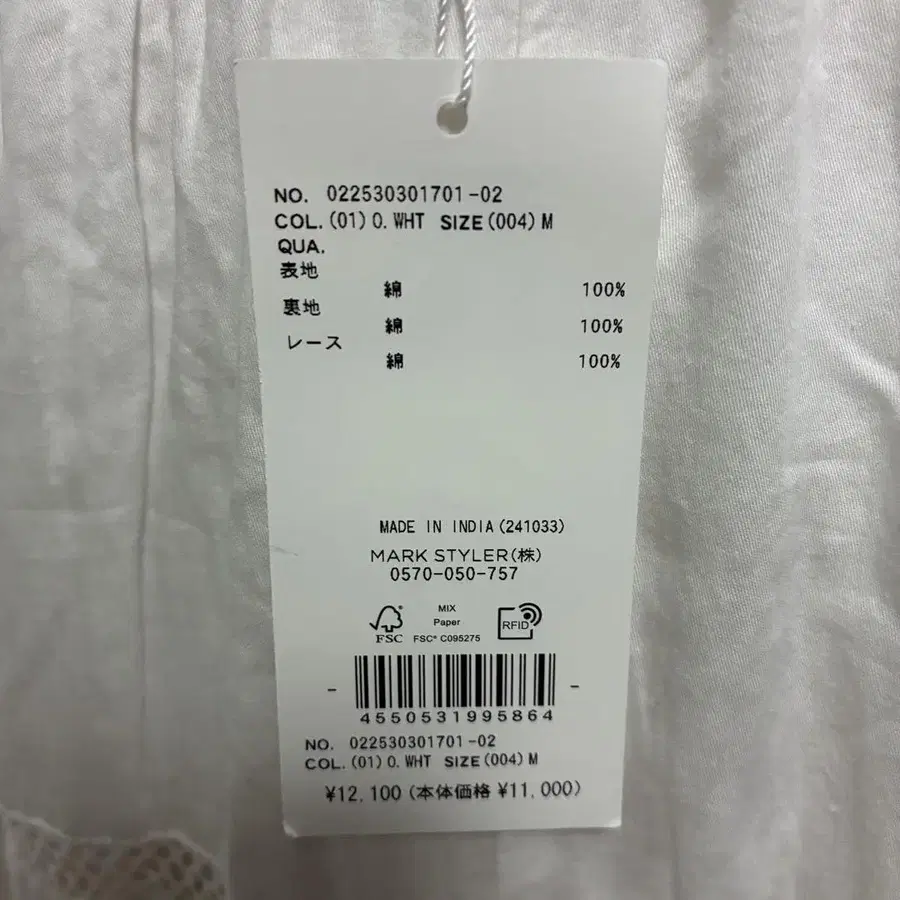 NO. 022530301701-02
COL.(01)O.WHT SIZE(004)M
QUA.
表地
綿 100%
裏地
綿 100%
レース
綿 100%
MADE IN INDIA(241033)
MARK STYLER(株)
0570-050-757
FSC
MIX
Paper
FSC® C095275
RFID
- -
4550531995864
NO. 022530301701-02
COL.(01)O.WHT SIZE(004)M
¥12,100(本体価格 ¥11,000)